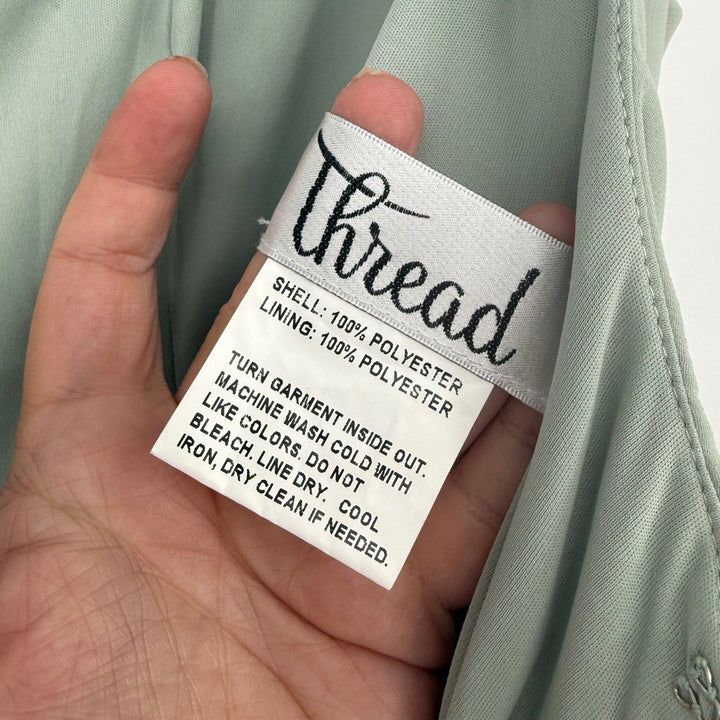 Thread
SHELL: 100% POLYESTER
LINING: 100% POLYESTER
TURN GARMENT INSIDE OUT.
MACHINE WASH COLD WITH
LIKE COLORS. DO NOT
BLEACH. LINE DRY. COOL
IRON, DRY CLEAN IF NEEDED.